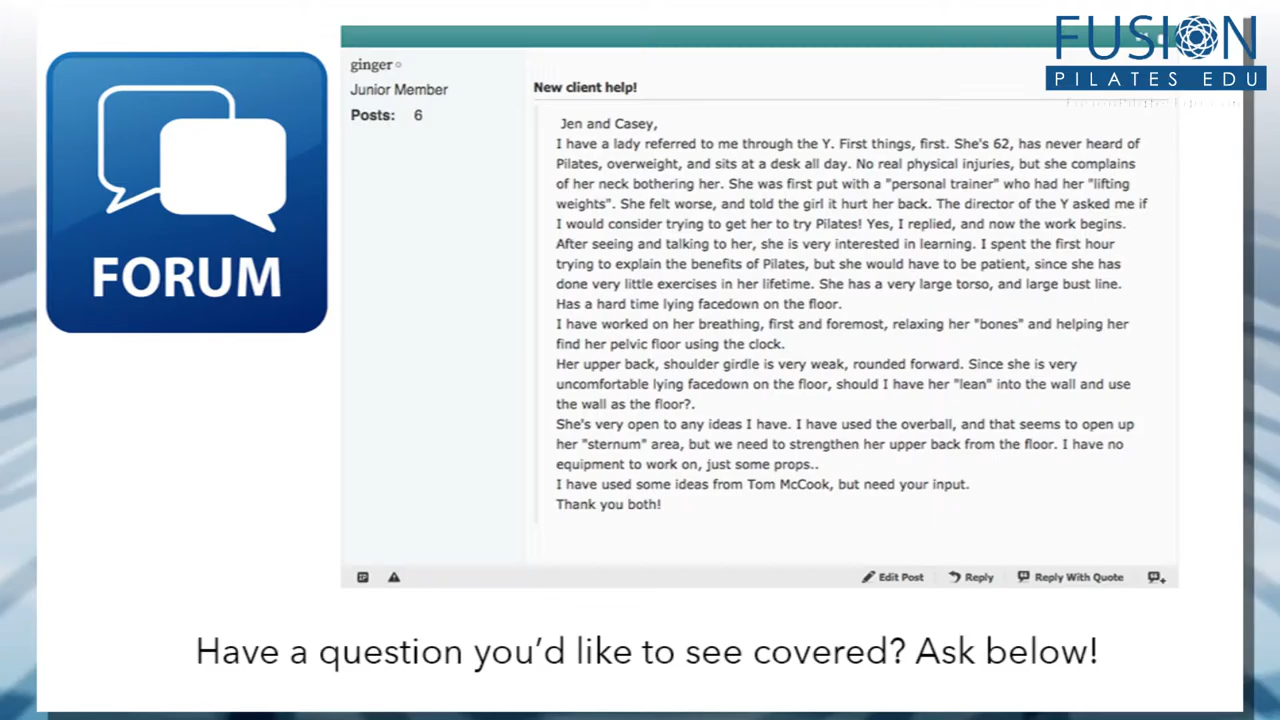 FUSION
PILATES EDU
FORUM
ginger
Junior Member
Posts: 6
New client help!
Jen and Casey,
I have a lady referred to me through the Y. First things, first. She's 62, has never heard of
Pilates, overweight, and sits at a desk all day. No real physical injuries, but she complains
of her neck bothering her. She was first put with a "personal trainer" who had her "lifting
weights". She felt worse, and told the girl it hurt her back. The director of the Y asked me if
I would consider trying to get her to try Pilates! Yes, I replied, and now the work begins.
After seeing and talking to her, she is very interested in learning. I spent the first hour
trying to explain the benefits of Pilates, but she would have to be patient, since she has
done very little exercises in her lifetime. She has a very large torso, and large bust line.
Has a hard time lying facedown on the floor.
I have worked on her breathing, first and foremost, relaxing her "bones" and helping her
find her pelvic floor using the clock.
Her upper back, shoulder girdle is very weak, rounded forward. Since she is very
uncomfortable lying facedown on the floor, should I have her "lean" into the wall and use
the wall as the floor?.
She's very open to any ideas I have. I have used the overball, and that seems to open up
her "sternum" area, but we need to strengthen her upper back from the floor. I have no
equipment to work on, just some props..
I have used some ideas from Tom McCook, but need your input.
Thank you both!
Edit Post Reply Reply With Quote
Have a question you'd like to see covered? Ask below!